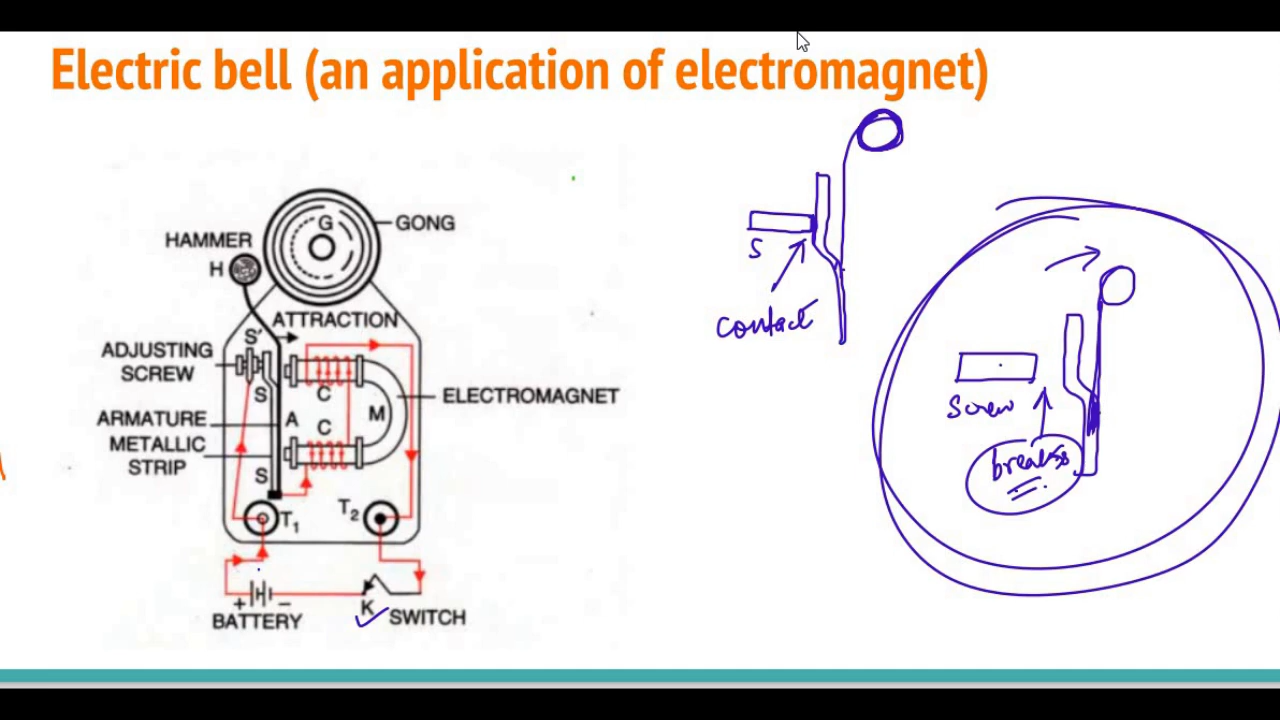 Electric bell (an application of electromagnet)
G
GONG
HAMMER
H
ATTRACTION
S'
ADJUSTING
SCREW
S
C
ELECTROMAGNET
A
M
ARMATURE
C
METALLIC
STRIP
S
T1
T2
+
−
K
BATTERY
SWITCH
S
contact
Screw
breaks